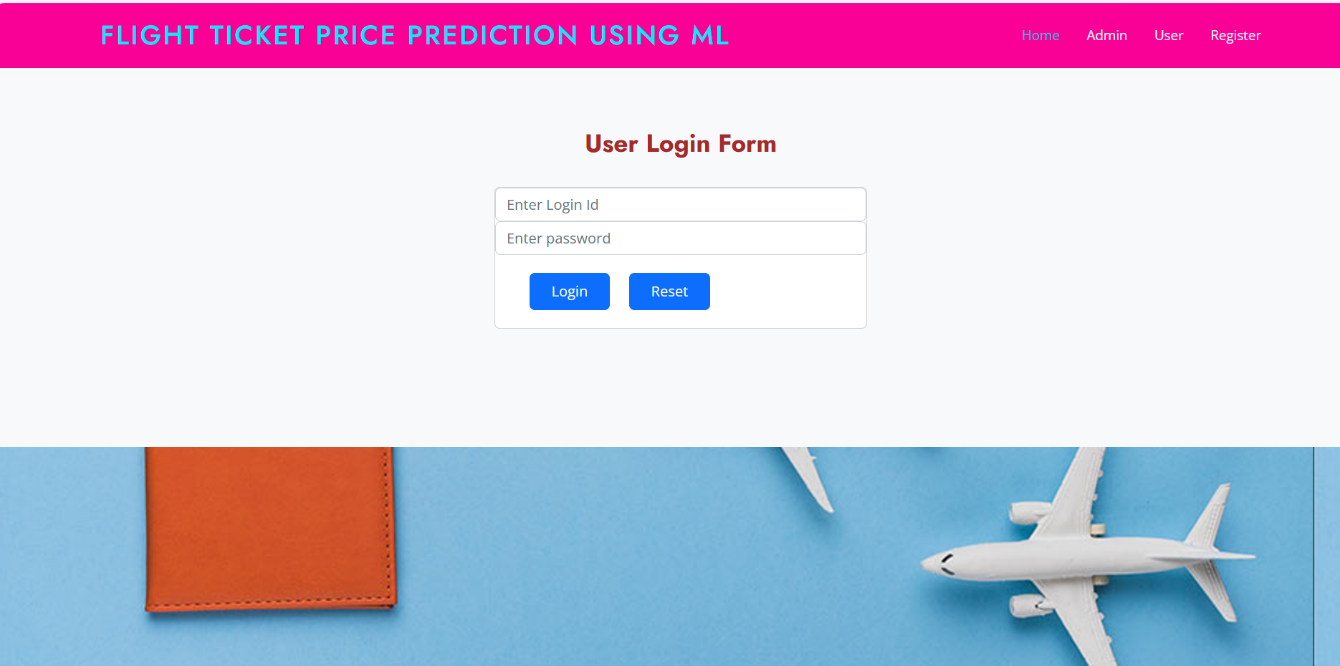 FLIGHT TICKET PRICE PREDICTION USING ML
Home Admin User Register
User Login Form
Enter Login Id
Enter password
Login Reset